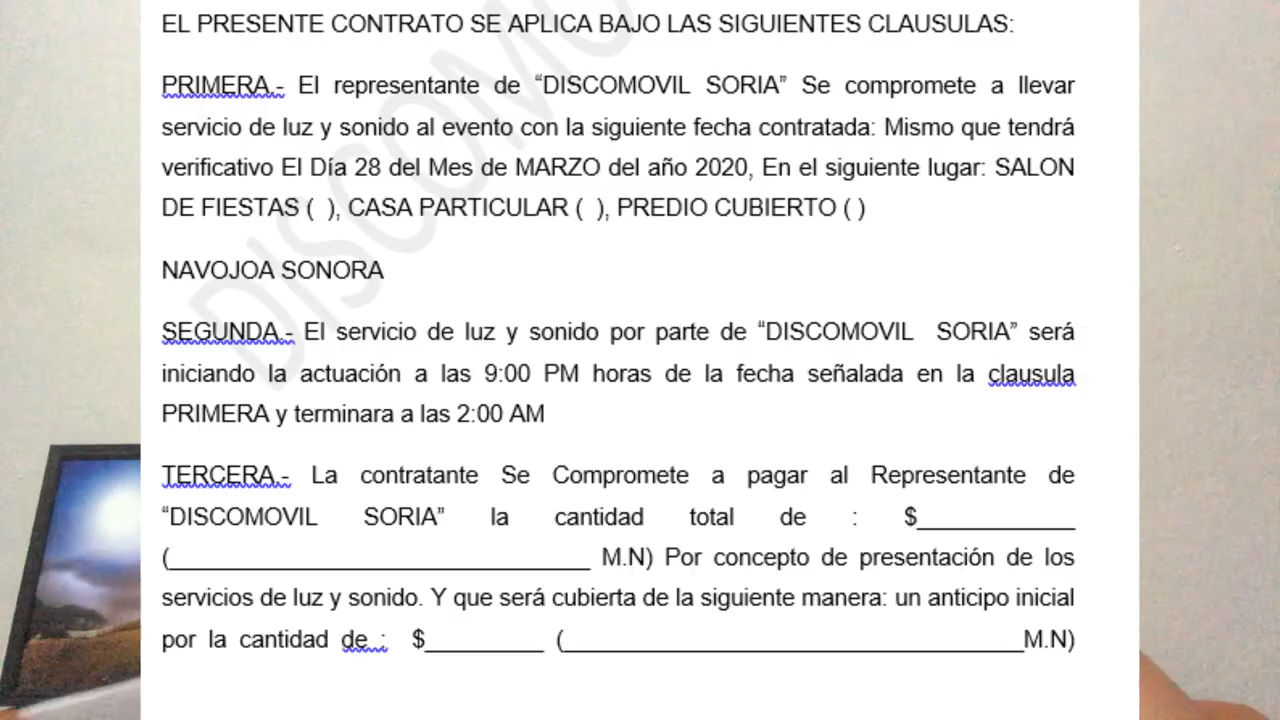 EL PRESENTE CONTRATO SE APLICA BAJO LAS SIGUIENTES CLAUSULAS:
PRIMERA.- El representante de “DISCOMOVIL SORIA” Se compromete a llevar
servicio de luz y sonido al evento con la siguiente fecha contratada: Mismo que tendrá
verificativo El Día 28 del Mes de MARZO del año 2020, En el siguiente lugar: SALON
DE FIESTAS ( ), CASA PARTICULAR ( ), PREDIO CUBIERTO ( )
NAVOJOA SONORA
SEGUNDA.- El servicio de luz y sonido por parte de “DISCOMOVIL SORIA” será
iniciando la actuación a las 9:00 PM horas de la fecha señalada en la clausula
PRIMERA y terminara a las 2:00 AM
TERCERA.- La contratante Se Compromete a pagar al Representante de
“DISCOMOVIL SORIA” la cantidad total de : $____________
(________________________________ M.N) Por concepto de presentación de los
servicios de luz y sonido. Y que será cubierta de la siguiente manera: un anticipo inicial
por la cantidad de : $_________ (___________________________________M.N)